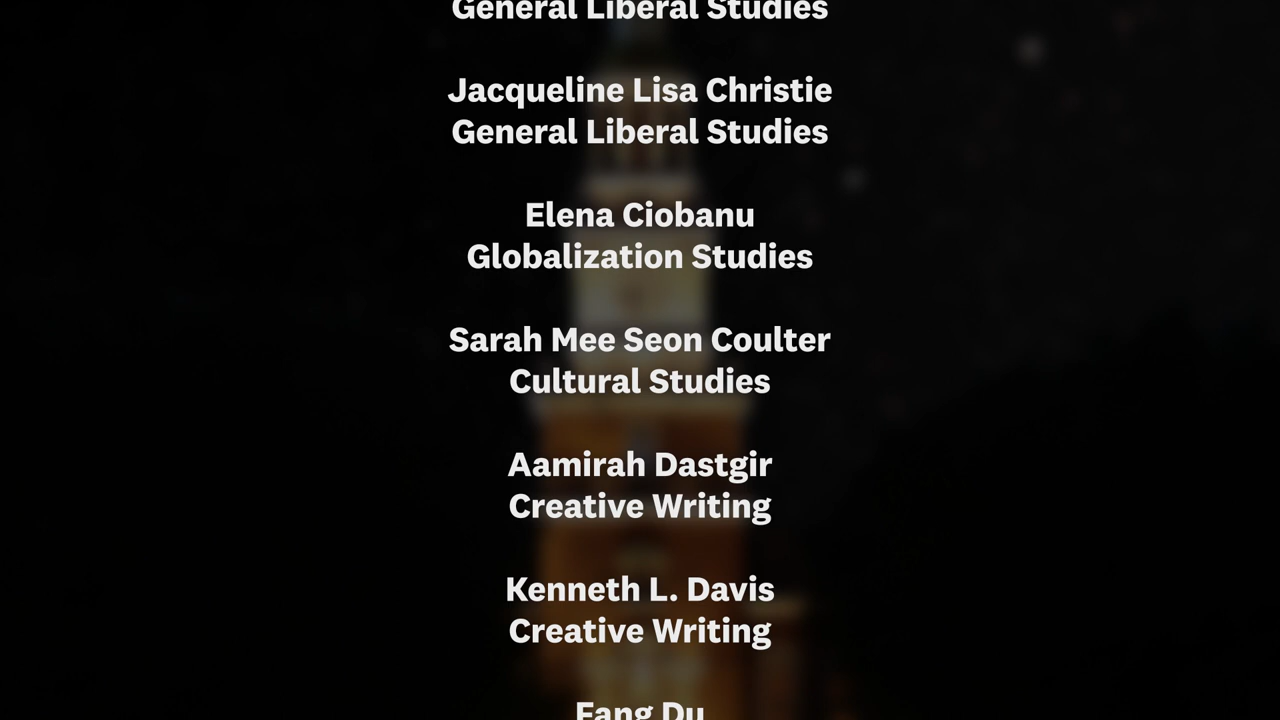 General Liberal Studies
Jacqueline Lisa Christie
General Liberal Studies
Elena Ciobanu
Globalization Studies
Sarah Mee Seon Coulter
Cultural Studies
Aamirah Dastgir
Creative Writing
Kenneth L. Davis
Creative Writing
Fang Du